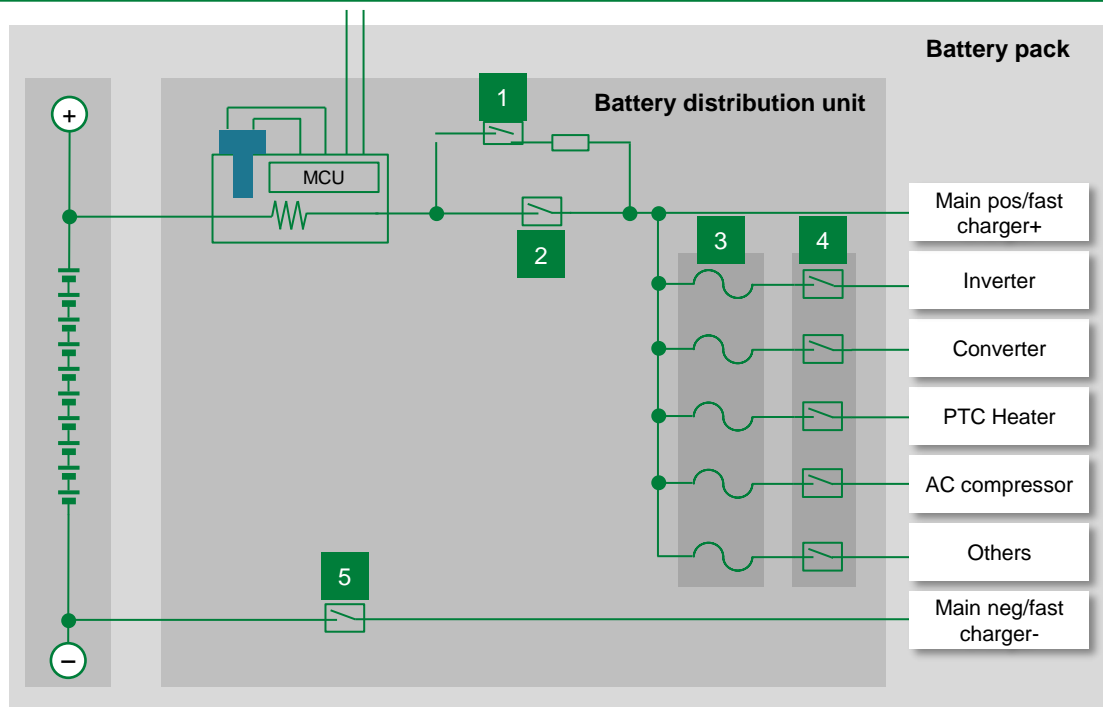 Battery pack
Battery distribution unit
1
+
MCU
2
Main pos/fast
charger+
3
4
Inverter
Converter
PTC Heater
AC compressor
Others
5
Main neg/fast
charger-
−